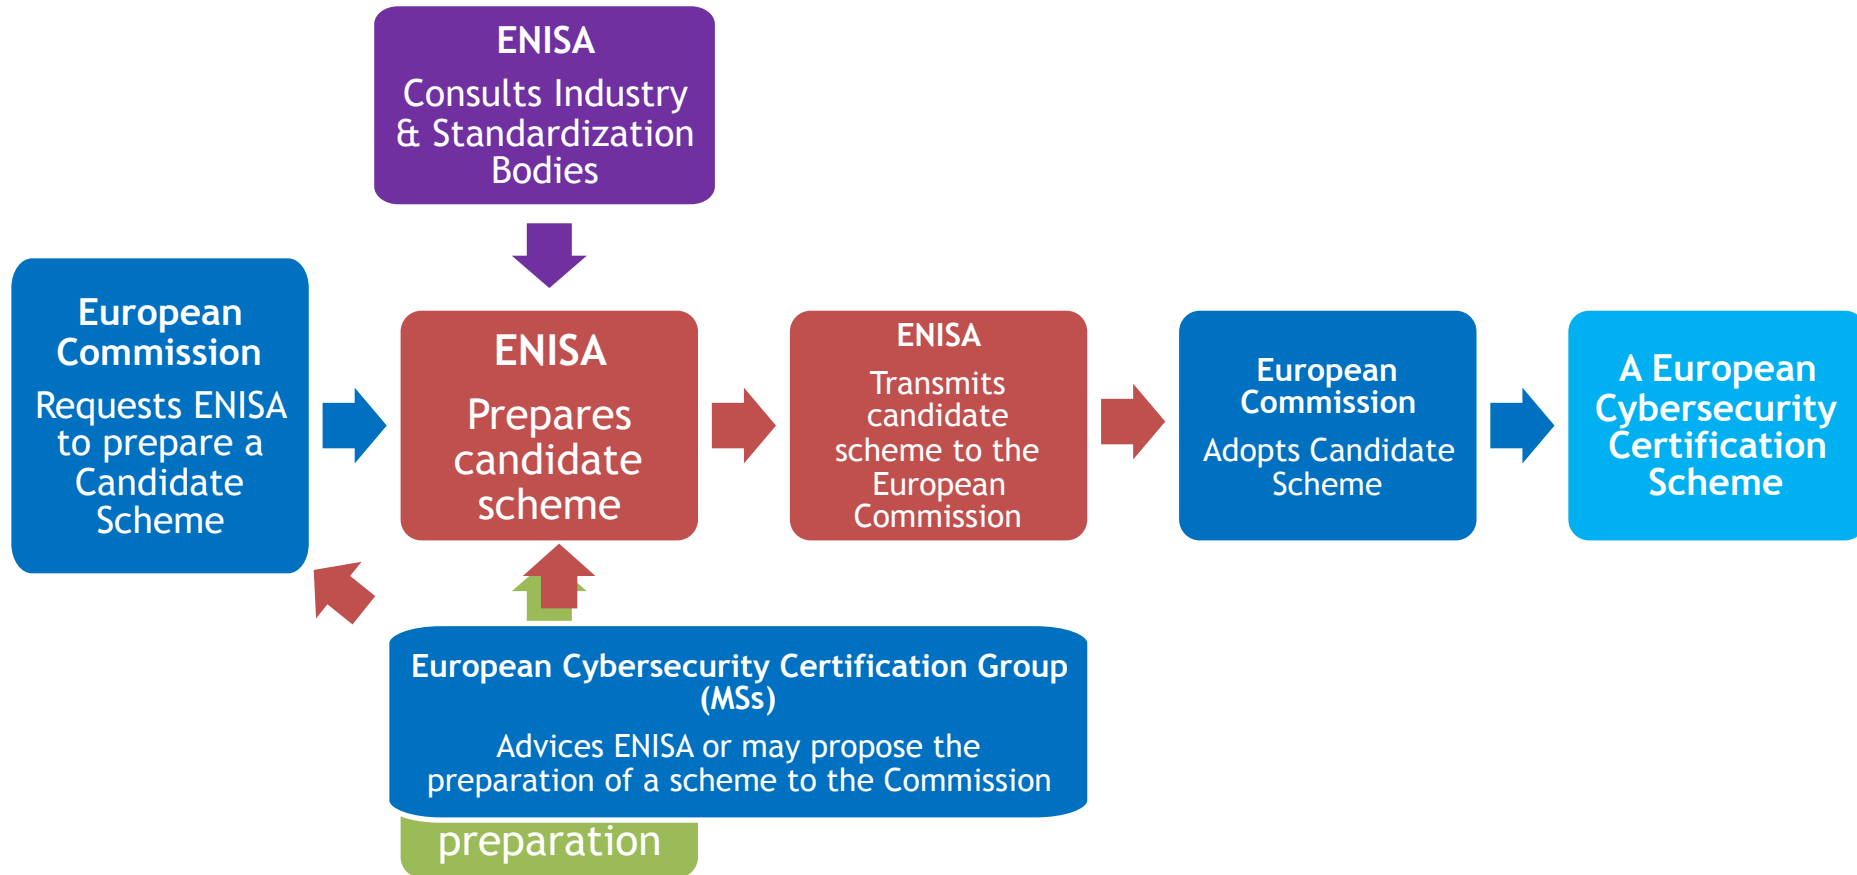 ENISA
Consults Industry
& Standardization
Bodies
European
Commission
Requests ENISA
to prepare a
Candidate
Scheme
ENISA
Prepares
candidate
scheme
ENISA
Transmits
candidate
scheme to the
European
Commission
European
Commission
Adopts Candidate
Scheme
A European
Cybersecurity
Certification
Scheme
European Cybersecurity Certification Group
(MSs)
Advices ENISA or may propose the
preparation of a scheme to the Commission
preparation